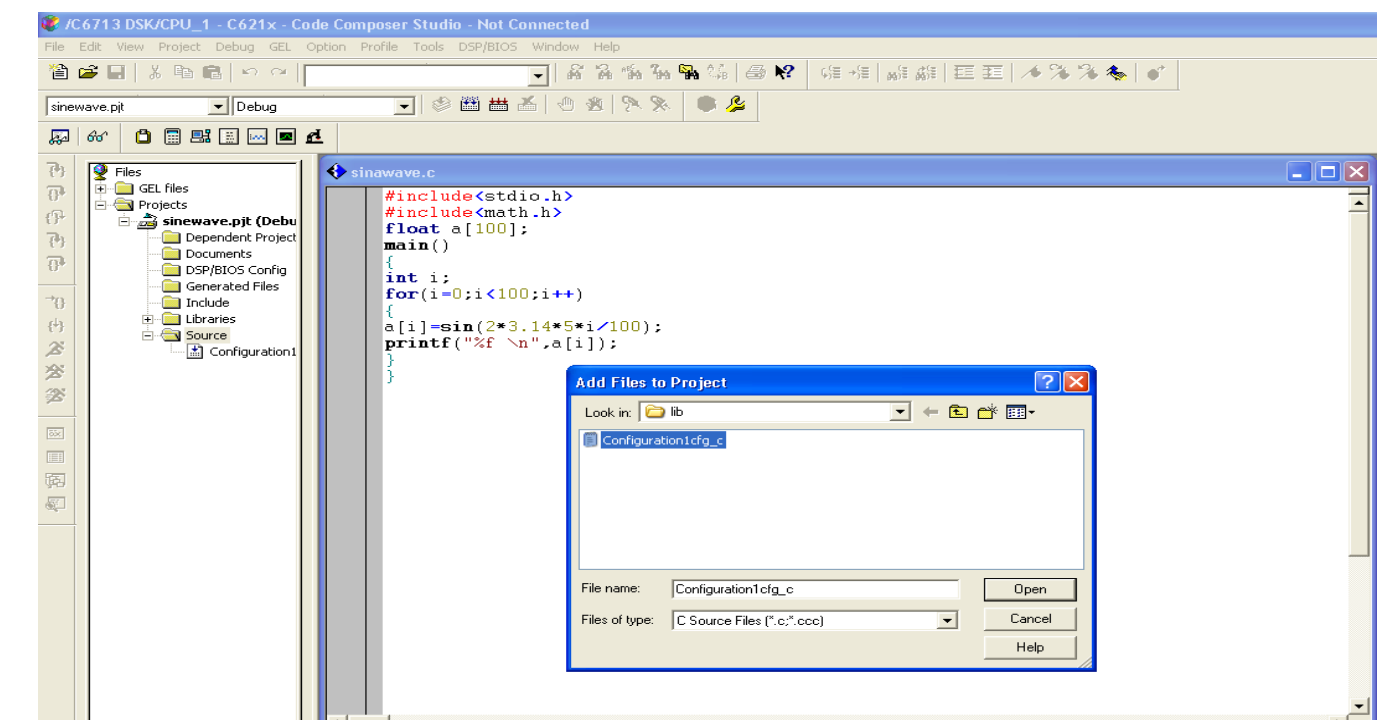 /C6713 DSK/CPU_1 - C621x - Code Composer Studio - Not Connected
File Edit View Project Debug GEL Option Profile Tools DSP/BIOS Window Help
sinewave.pjt Debug
Files
GEL files
Projects
sinewave.pjt (Debu
Dependent Project
Documents
DSP/BIOS Config
Generated Files
Include
Libraries
Source
Configuration1
sinawave.c
#include<stdio.h>
#include<math.h>
float a[100];
main()
{
int i;
for(i=0;i<100;i++)
{
a[i]=sin(2*3.14*5*i/100);
printf("%f \n",a[i]);
}
}
Add Files to Project
Look in: lib
Configuration1cfg_c
File name: Configuration1cfg_c Open
Files of type: C Source Files (*.c;*.ccc) Cancel
Help